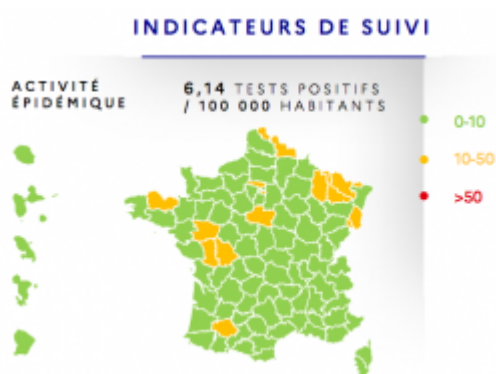 INDICATEURS DE SUIVI
ACTIVITÉ
ÉPIDÉMIQUE
6,14 TESTS POSITIFS
/ 100 000 HABITANTS
0-10
10-50
>50